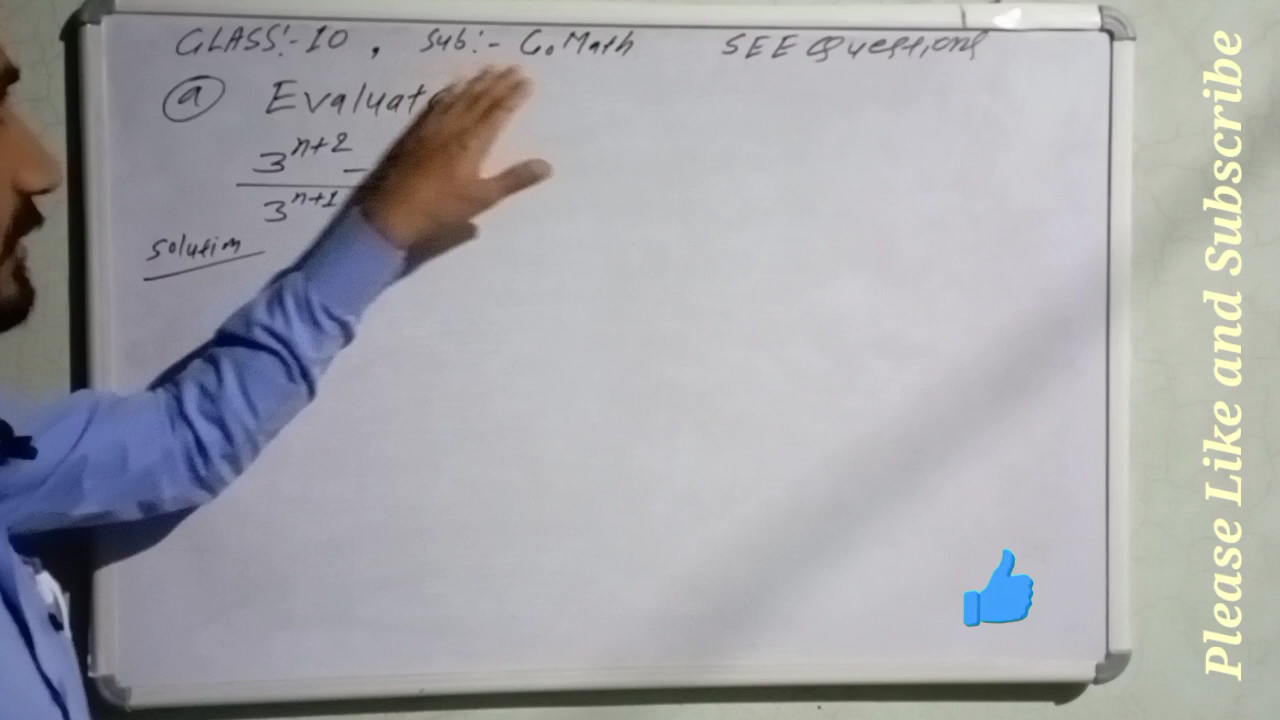 CLASS:-10, Sub:- C. Math SEE Questions
(a) Evaluat
3^{n+2} -
3^{n+1}
Solution
Please Like and Subscribe